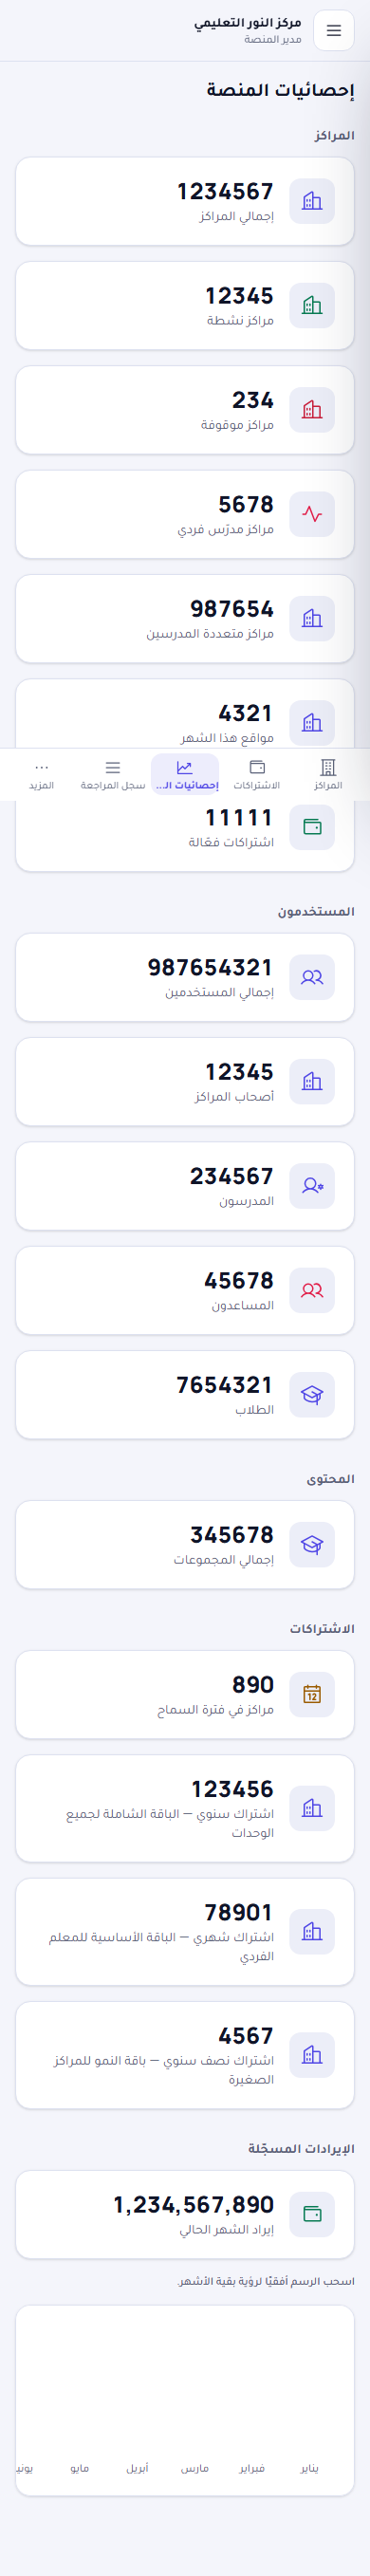 مركز النور التعليمي
مدير المنصة
إحصائيات المنصة
المراكز
1234567
إجمالي المراكز
12345
مراكز نشطة
234
مراكز موقوفة
5678
مراكز مدرّس فردي
987654
مراكز متعددة المدرسين
4321
مواقع هذا الشهر
المراكز
الاشتراكات
إحصائيات الـ...
سجل المراجعة
المزيد
11111
اشتراكات فعّالة
المستخدمون
987654321
إجمالي المستخدمين
12345
أصحاب المراكز
234567
المدرسون
45678
المساعدون
7654321
الطلاب
المحتوى
345678
إجمالي المجموعات
الاشتراكات
12
890
مراكز في فترة السماح
123456
اشتراك سنوي — الباقة الشاملة لجميع
الوحدات
78901
اشتراك شهري — الباقة الأساسية للمعلم
الفردي
4567
اشتراك نصف سنوي — باقة النمو للمراكز
الصغيرة
الإيرادات المسجّلة
1,234,567,890
إيراد الشهر الحالي
اسحب الرسم أفقيًا لرؤية بقية الأشهر.
يناير
فبراير
مارس
أبريل
مايو